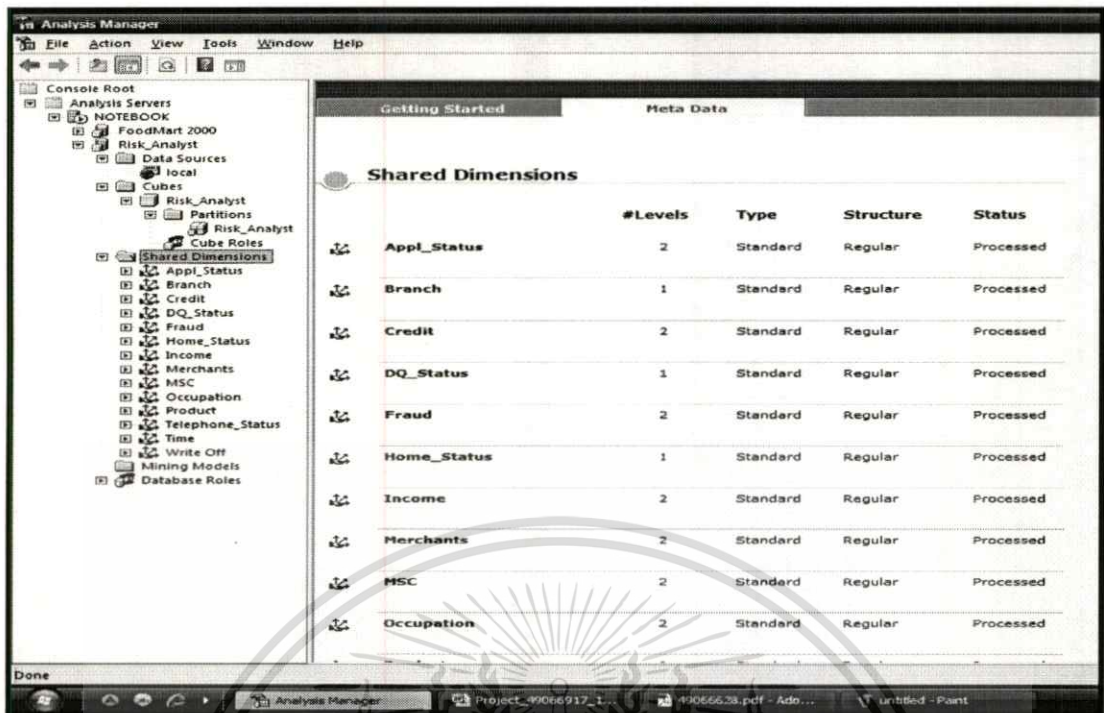 Analysis Manager
File Action View Tools Window Help
Console Root
Analysis Servers
NOTEBOOK
FoodMart 2000
Risk_Analyst
Data Sources
local
Cubes
Risk_Analyst
Partitions
Risk_Analyst
Cube Roles
Shared Dimensions
Appl_Status
Branch
Credit
DQ_Status
Fraud
Home_Status
Income
Merchants
MSC
Occupation
Product
Telephone_Status
Time
Write Off
Mining Models
Database Roles
Getting Started Meta Data
Shared Dimensions
#Levels Type Structure Status
Appl_Status 2 Standard Regular Processed
Branch 1 Standard Regular Processed
Credit 2 Standard Regular Processed
DQ_Status 1 Standard Regular Processed
Fraud 2 Standard Regular Processed
Home_Status 1 Standard Regular Processed
Income 2 Standard Regular Processed
Merchants 2 Standard Regular Processed
MSC 2 Standard Regular Processed
Occupation 2 Standard Regular Processed
Done
Analysis Manager Project_49066917_1... 49066628.pdf - Ado... untitled - Paint